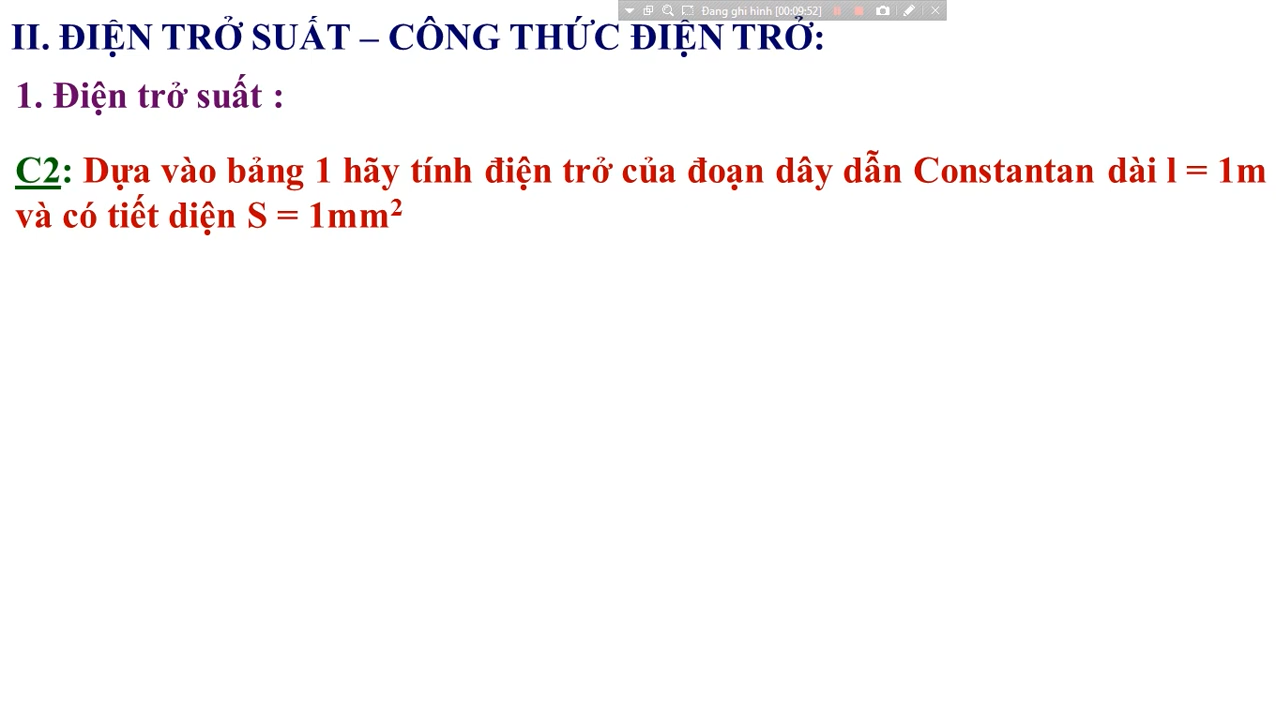 Đang ghi hình [00:09:52]
II. ĐIỆN TRỞ SUẤT – CÔNG THỨC ĐIỆN TRỞ:
1. Điện trở suất :
C2: Dựa vào bảng 1 hãy tính điện trở của đoạn dây dẫn Constantan dài l = 1m
và có tiết diện S = 1mm²